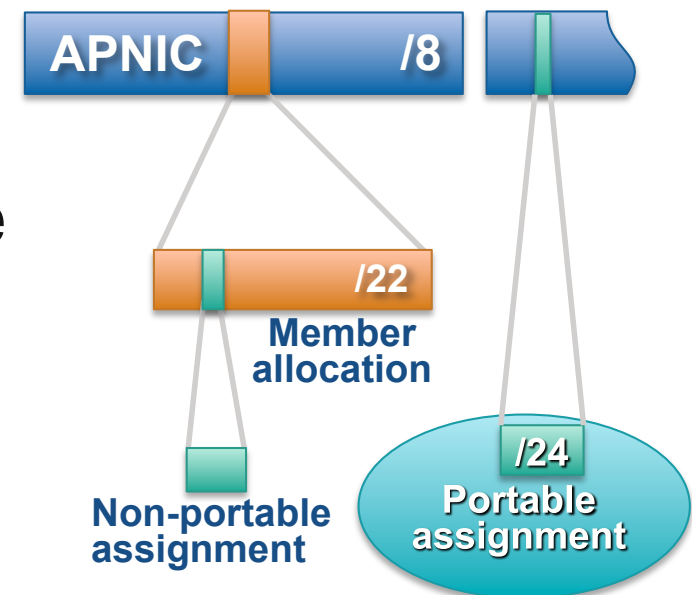 APNIC /8
e
/22
Member
allocation
/24
Portable
assignment
Non-portable
assignment